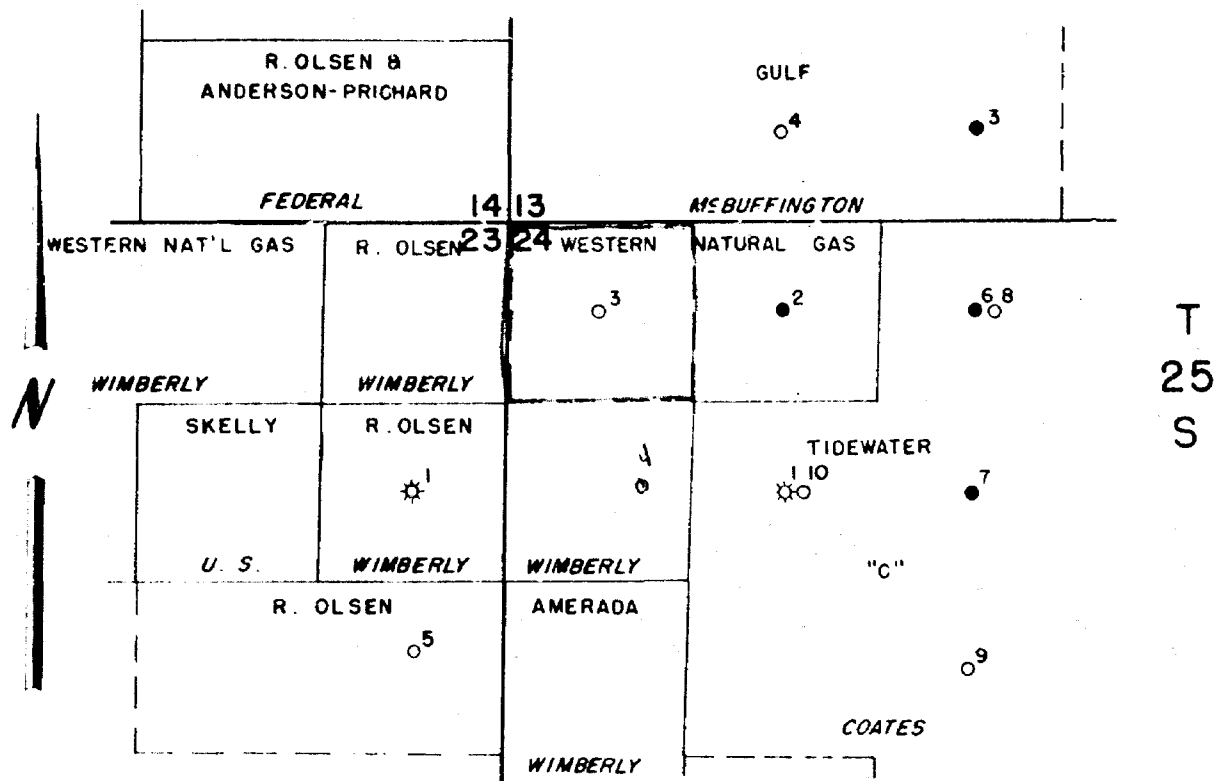 R. OLSEN &
ANDERSON-PRICHARD
GULF
4
3
FEDERAL
14 13
McBUFFINGTON
WESTERN NAT'L GAS
R. OLSEN
23 24
WESTERN NATURAL GAS
3
2
6 8
T
25
S
N
WIMBERLY
WIMBERLY
SKELLY
R. OLSEN
TIDEWATER
1
4
1 10
7
U. S.
WIMBERLY
WIMBERLY
"C"
R. OLSEN
AMERADA
5
9
COATES
WIMBERLY